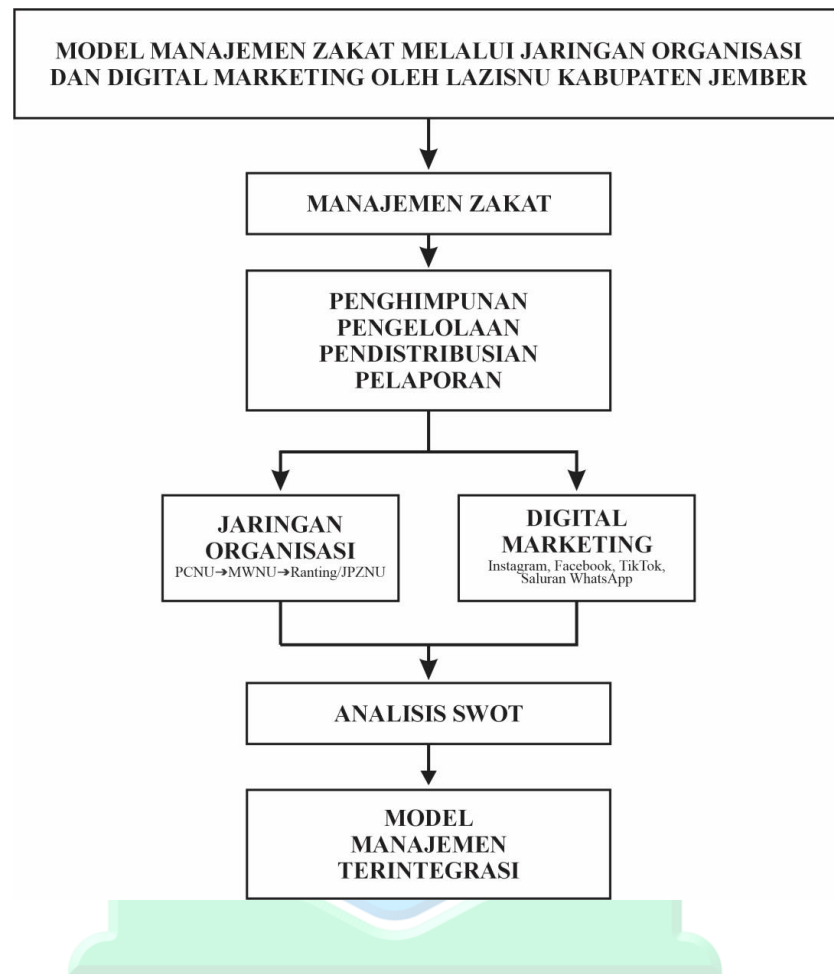 MODEL MANAJEMEN ZAKAT MELALUI JARINGAN ORGANISASI
DAN DIGITAL MARKETING OLEH LAZISNU KABUPATEN JEMBER
MANAJEMEN ZAKAT
PENGHIMPUNAN
PENGELOLAAN
PENDISTRIBUSIAN
PELAPORAN
JARINGAN
ORGANISASI
PCNU➔MWNU➔Ranting/JPZNU
DIGITAL
MARKETING
Instagram, Facebook, TikTok,
Saluran WhatsApp
ANALISIS SWOT
MODEL
MANAJEMEN
TERINTEGRASI